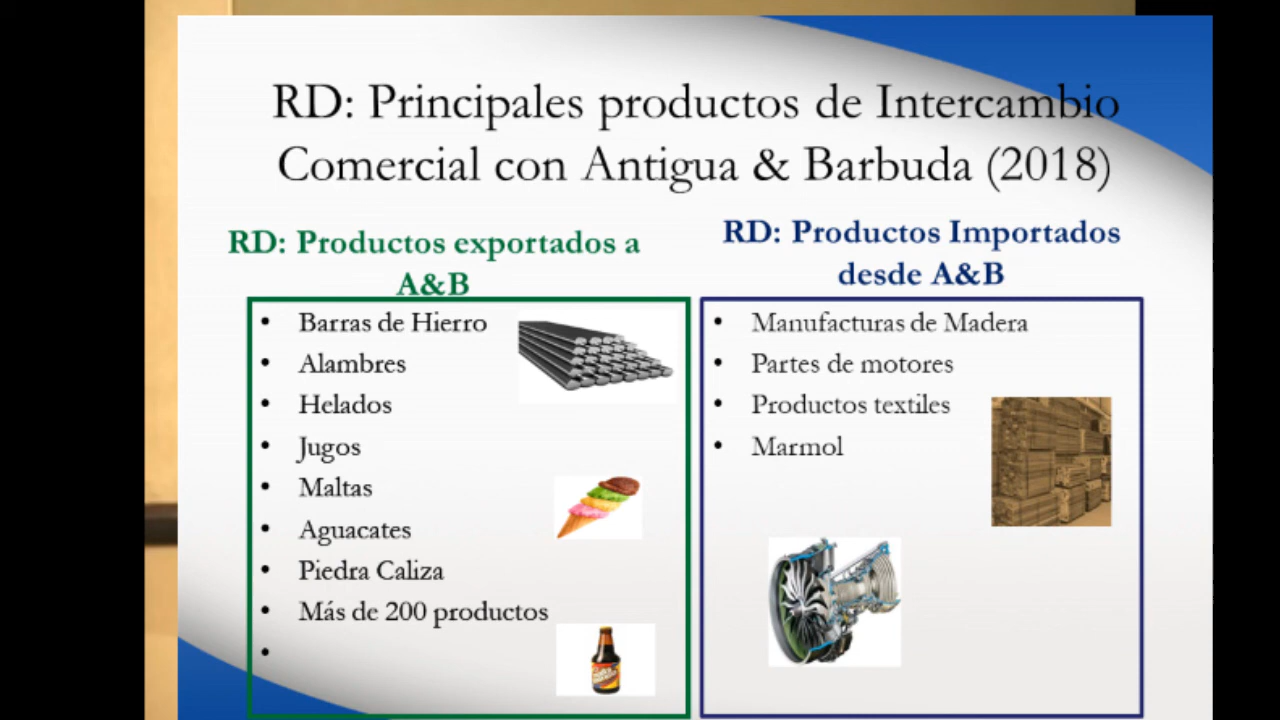 RD: Principales productos de Intercambio
Comercial con Antigua & Barbuda (2018)
RD: Productos exportados a
A&B
• Barras de Hierro
• Alambres
• Helados
• Jugos
• Maltas
• Aguacates
• Piedra Caliza
• Más de 200 productos
•
RD: Productos Importados
desde A&B
• Manufacturas de Madera
• Partes de motores
• Productos textiles
• Marmol